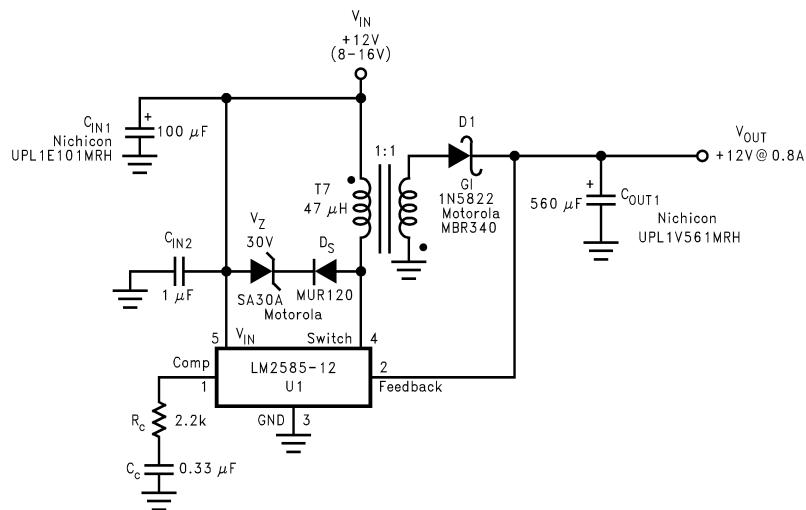 V_IN
+12V
(8-16V)
C_IN1
Nichicon
UPL1E101MRH
+
100 μF
T7
47 μH
1:1
D1
GI
1N5822
Motorola
MBR340
V_OUT
+12V @ 0.8A
+
560 μF
C_OUT1
Nichicon
UPL1V561MRH
C_IN2
1 μF
V_Z
30V
D_S
SA30A
MUR120
Motorola
5
V_IN
Switch
4
Comp
1
LM2585-12
U1
2
Feedback
GND
3
R_c
2.2k
C_c
0.33 μF